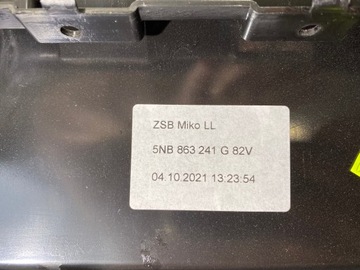 ZSB Miko LL
5NB 863 241 G 82V
04.10.2021 13:23:54